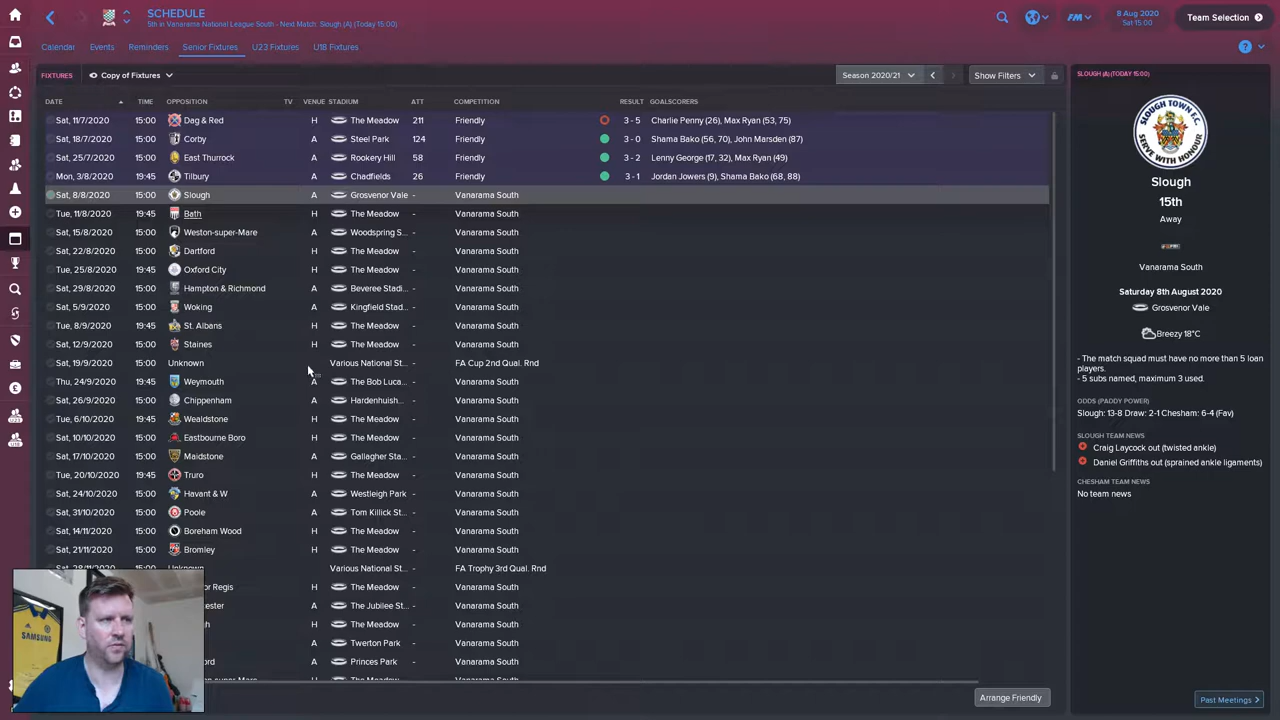 SCHEDULE
5th in Vanarama National League South - Next Match: Slough (A) (Today 15:00)
FM
8 Aug 2020
Sat 15:00
Team Selection
Calendar Events Reminders Senior Fixtures U23 Fixtures U18 Fixtures
?
FIXTURES Copy of Fixtures Season 2020/21 Show Filters
DATE TIME OPPOSITION TV VENUE STADIUM ATT COMPETITION RESULT GOALSCORERS
Sat, 11/7/2020 15:00 Dag & Red H The Meadow 211 Friendly 3 - 5 Charlie Penny (26), Max Ryan (53, 75)
Sat, 18/7/2020 15:00 Corby A Steel Park 124 Friendly 3 - 0 Shama Bako (56, 70), John Marsden (87)
Sat, 25/7/2020 15:00 East Thurrock A Rookery Hill 58 Friendly 3 - 2 Lenny George (17, 32), Max Ryan (49)
Mon, 3/8/2020 19:45 Tilbury A Chadfields 26 Friendly 3 - 1 Jordan Jowers (9), Shama Bako (68, 88)
Sat, 8/8/2020 15:00 Slough A Grosvenor Vale - Vanarama South
Tue, 11/8/2020 19:45 Bath H The Meadow - Vanarama South
Sat, 15/8/2020 15:00 Weston-super-Mare A Woodspring S... - Vanarama South
Sat, 22/8/2020 15:00 Dartford H The Meadow - Vanarama South
Tue, 25/8/2020 19:45 Oxford City H The Meadow - Vanarama South
Sat, 29/8/2020 15:00 Hampton & Richmond A Beveree Stadi... - Vanarama South
Sat, 5/9/2020 15:00 Woking A Kingfield Stad... - Vanarama South
Tue, 8/9/2020 19:45 St. Albans H The Meadow - Vanarama South
Sat, 12/9/2020 15:00 Staines H The Meadow - Vanarama South
Sat, 19/9/2020 15:00 Unknown Various National St... - FA Cup 2nd Qual. Rnd
Thu, 24/9/2020 19:45 Weymouth A The Bob Luca... - Vanarama South
Sat, 26/9/2020 15:00 Chippenham A Hardenhuish... - Vanarama South
Tue, 6/10/2020 19:45 Wealdstone H The Meadow - Vanarama South
Sat, 10/10/2020 15:00 Eastbourne Boro H The Meadow - Vanarama South
Sat, 17/10/2020 15:00 Maidstone A Gallagher Sta... - Vanarama South
Tue, 20/10/2020 19:45 Truro H The Meadow - Vanarama South
Sat, 24/10/2020 15:00 Havant & W A Westleigh Park - Vanarama South
Sat, 31/10/2020 15:00 Poole A Tom Killick St... - Vanarama South
Sat, 14/11/2020 15:00 Boreham Wood H The Meadow - Vanarama South
Sat, 21/11/2020 15:00 Bromley H The Meadow - Vanarama South
Sat, 28/11/2020 15:00 Unknown Various National St... - FA Trophy 3rd Qual. Rnd
or Regis H The Meadow - Vanarama South
ester A The Jubilee St... - Vanarama South
h H The Meadow - Vanarama South
A Twerton Park - Vanarama South
ord A Princes Park - Vanarama South
SAMSUNG
Arrange Friendly
SLOUGH (A) (TODAY 15:00)
SLOUGH TOWN F.C.
SERVE WITH HONOUR
Slough
15th
Away
Vanarama South
Saturday 8th August 2020
Grosvenor Vale
Breezy 18°C
- The match squad must have no more than 5 loan
players.
- 5 subs named, maximum 3 used.
ODDS (PADDY POWER)
Slough: 13-8 Draw: 2-1 Chesham: 6-4 (Fav)
SLOUGH TEAM NEWS
Craig Laycock out (twisted ankle)
Daniel Griffiths out (sprained ankle ligaments)
CHESHAM TEAM NEWS
No team news
Past Meetings